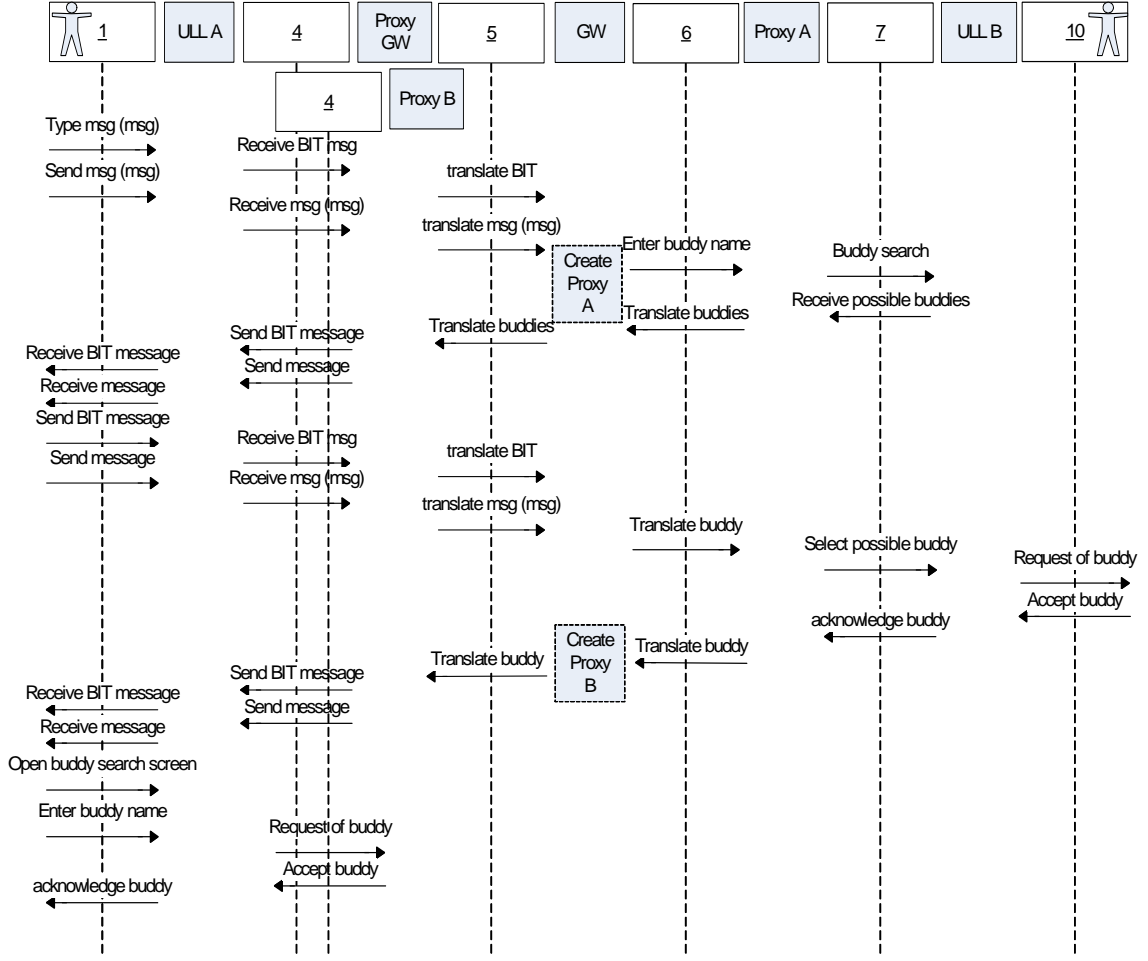 1
ULL A
4
Proxy
GW
5
GW
6
Proxy A
7
ULL B
10
4
Proxy B
Type msg (msg)
Receive BIT msg
Send msg (msg)
translate BIT
Receive msg (msg)
translate msg (msg)
Enter buddy name
Buddy search
Create
Proxy
A
Receive possible buddies
Translate buddies
Translate buddies
Send BIT message
Receive BIT message
Send message
Receive message
Send BIT message
Receive BIT msg
Send message
translate BIT
Receive msg (msg)
translate msg (msg)
Translate buddy
Select possible buddy
Request of buddy
Accept buddy
acknowledge buddy
Create
Proxy
B
Translate buddy
Translate buddy
Send BIT message
Receive BIT message
Send message
Receive message
Open buddy search screen
Enter buddy name
Request of buddy
Accept buddy
acknowledge buddy